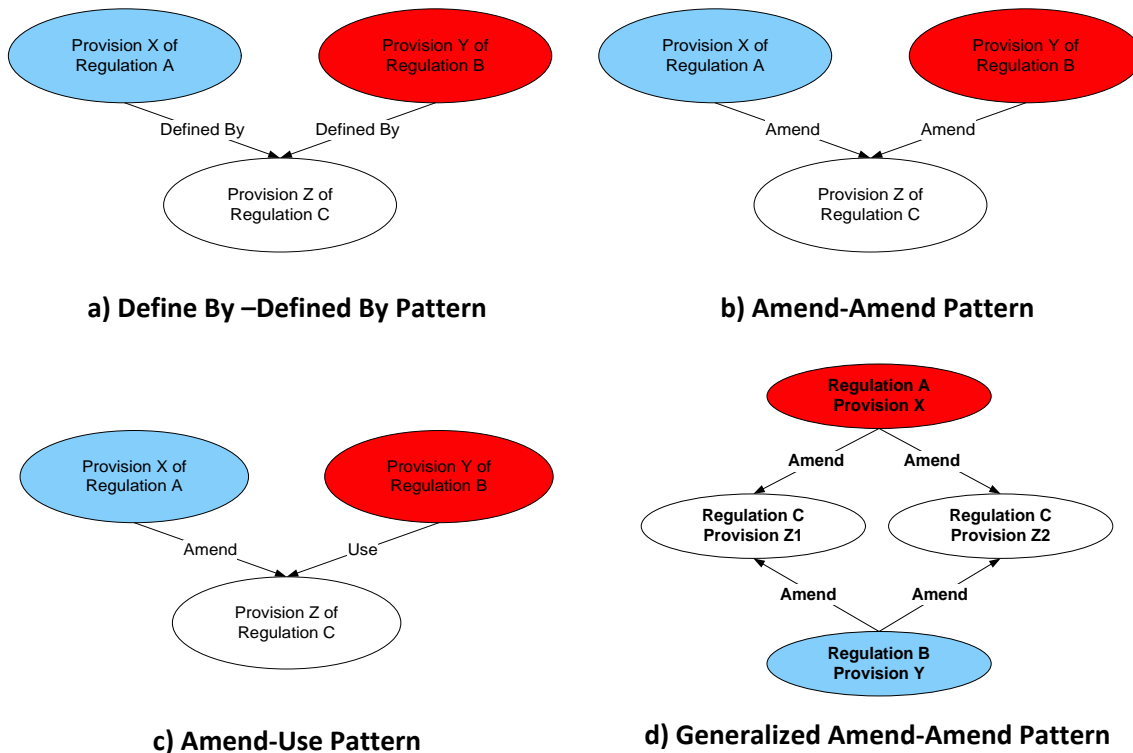 Provision X of
Regulation A
Provision Y of
Regulation B
Defined By
Defined By
Provision Z of
Regulation C
a) Define By –Defined By Pattern
Provision X of
Regulation A
Provision Y of
Regulation B
Amend
Amend
Provision Z of
Regulation C
b) Amend-Amend Pattern
Provision X of
Regulation A
Provision Y of
Regulation B
Amend
Use
Provision Z of
Regulation C
c) Amend-Use Pattern
Regulation A
Provision X
Amend
Amend
Regulation C
Provision Z1
Regulation C
Provision Z2
Amend
Amend
Regulation B
Provision Y
d) Generalized Amend-Amend Pattern